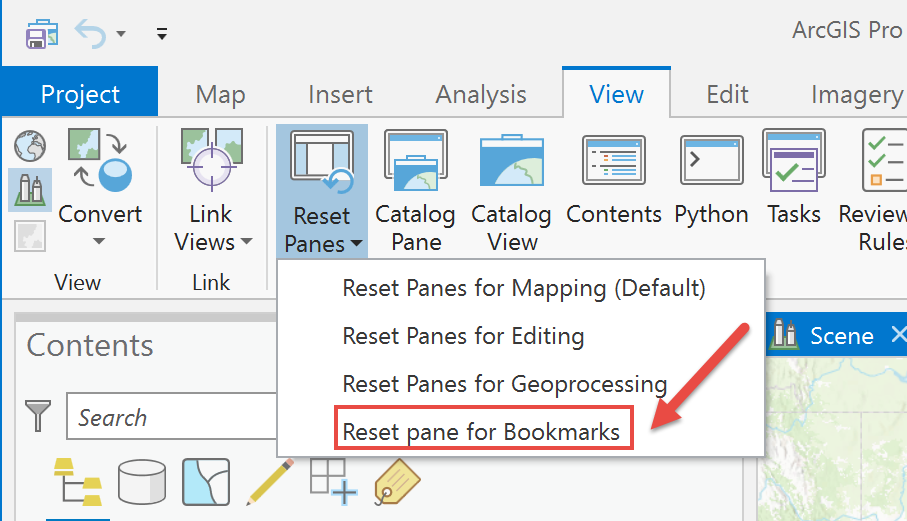 ArcGIS Pro
Project Map Insert Analysis View Edit Imagery
Convert
Link
Views
Reset
Panes
Catalog
Pane
Catalog
View
Contents
Python
Tasks
Review
Rules
View
Link
Reset Panes for Mapping (Default)
Reset Panes for Editing
Reset Panes for Geoprocessing
Reset pane for Bookmarks
Contents
Search
Scene